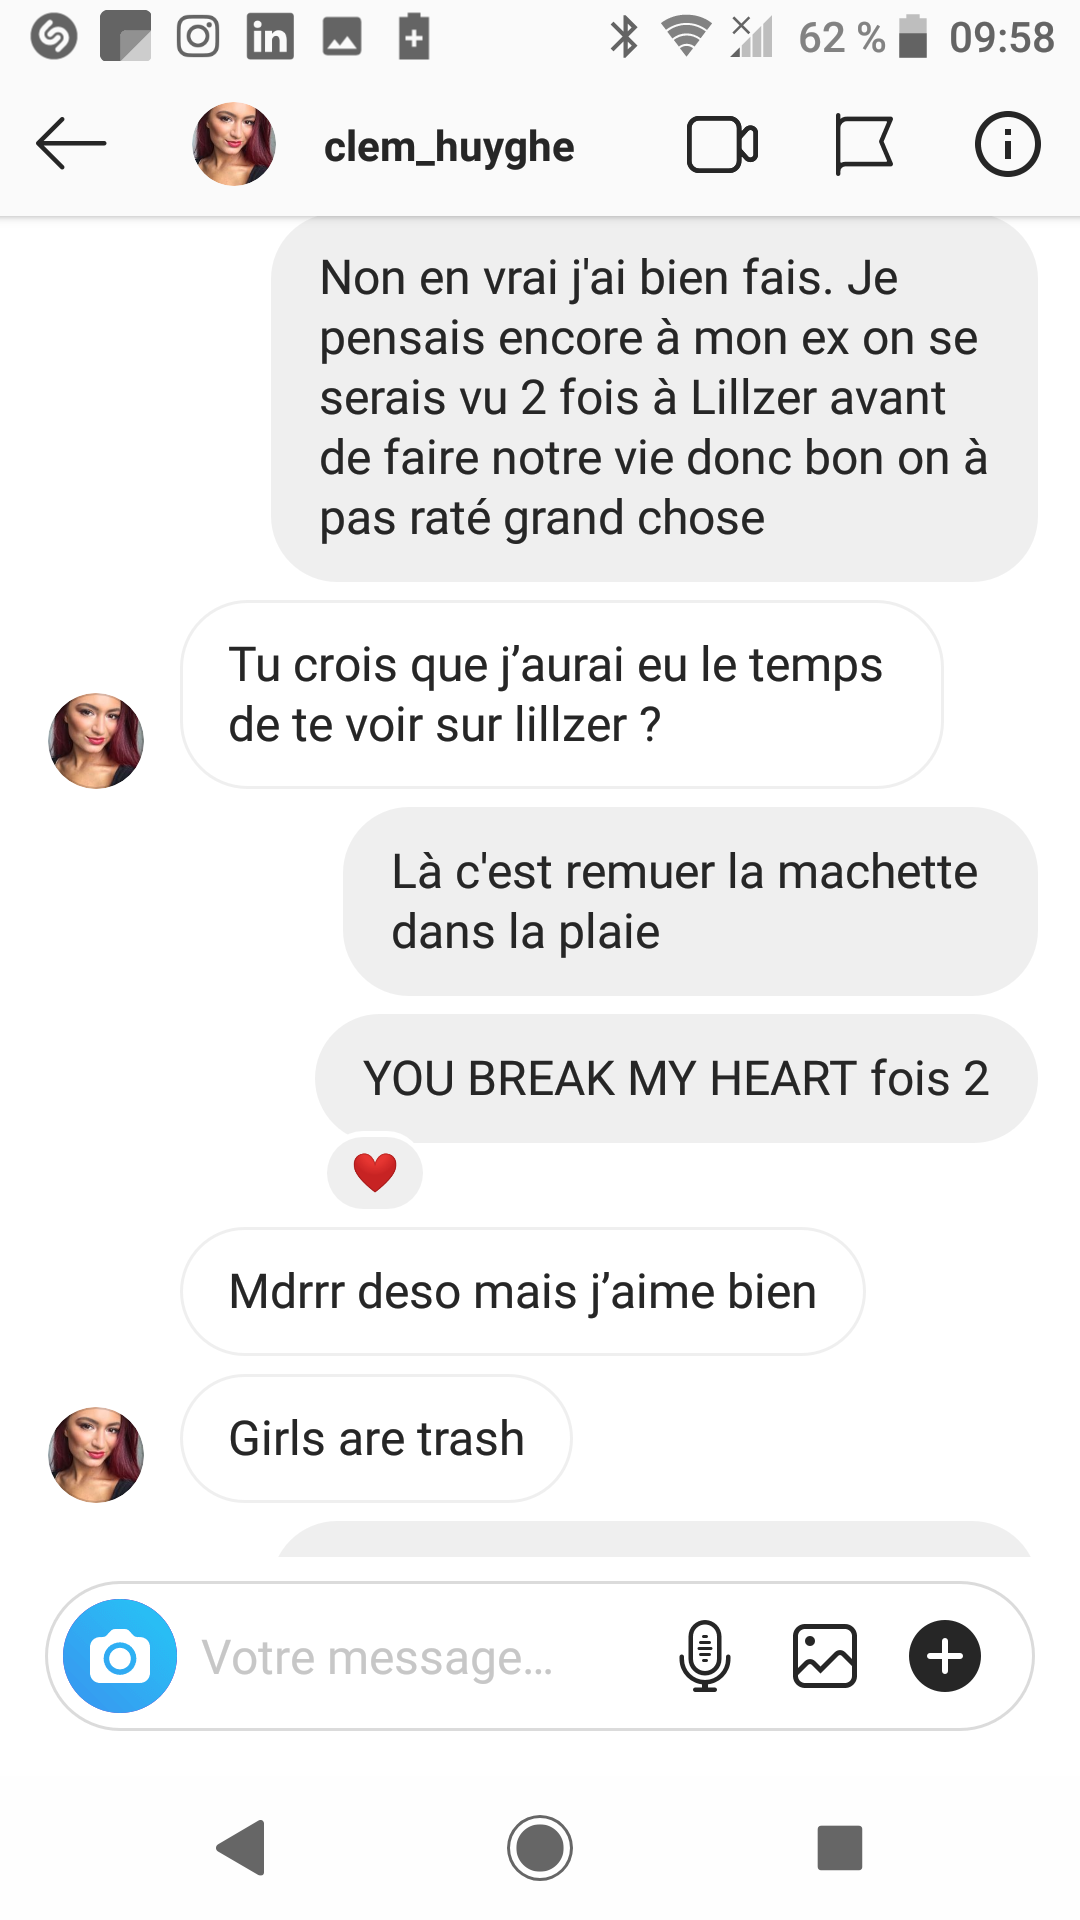 62 % 09:58
clem_huyghe
Non en vrai j'ai bien fais. Je
pensais encore à mon ex on se
serais vu 2 fois à Lillzer avant
de faire notre vie donc bon on à
pas raté grand chose
Tu crois que j’aurai eu le temps
de te voir sur lillzer ?
Là c'est remuer la machette
dans la plaie
YOU BREAK MY HEART fois 2
Mdrrr deso mais j’aime bien
Girls are trash
Votre message...